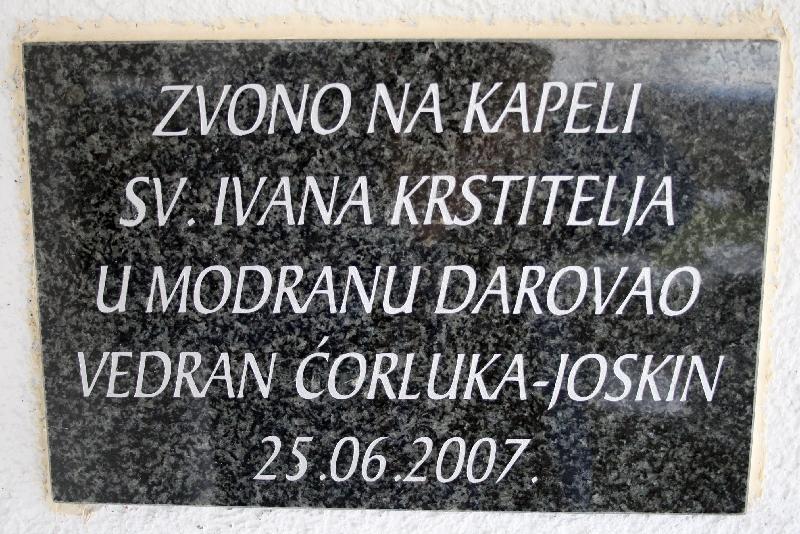 ZVONO NA KAPELI
SV. IVANA KRSTITELJA
U MODRANU DAROVAO
VEDRAN ĆORLUKA-JOSKIN
25.06.2007.